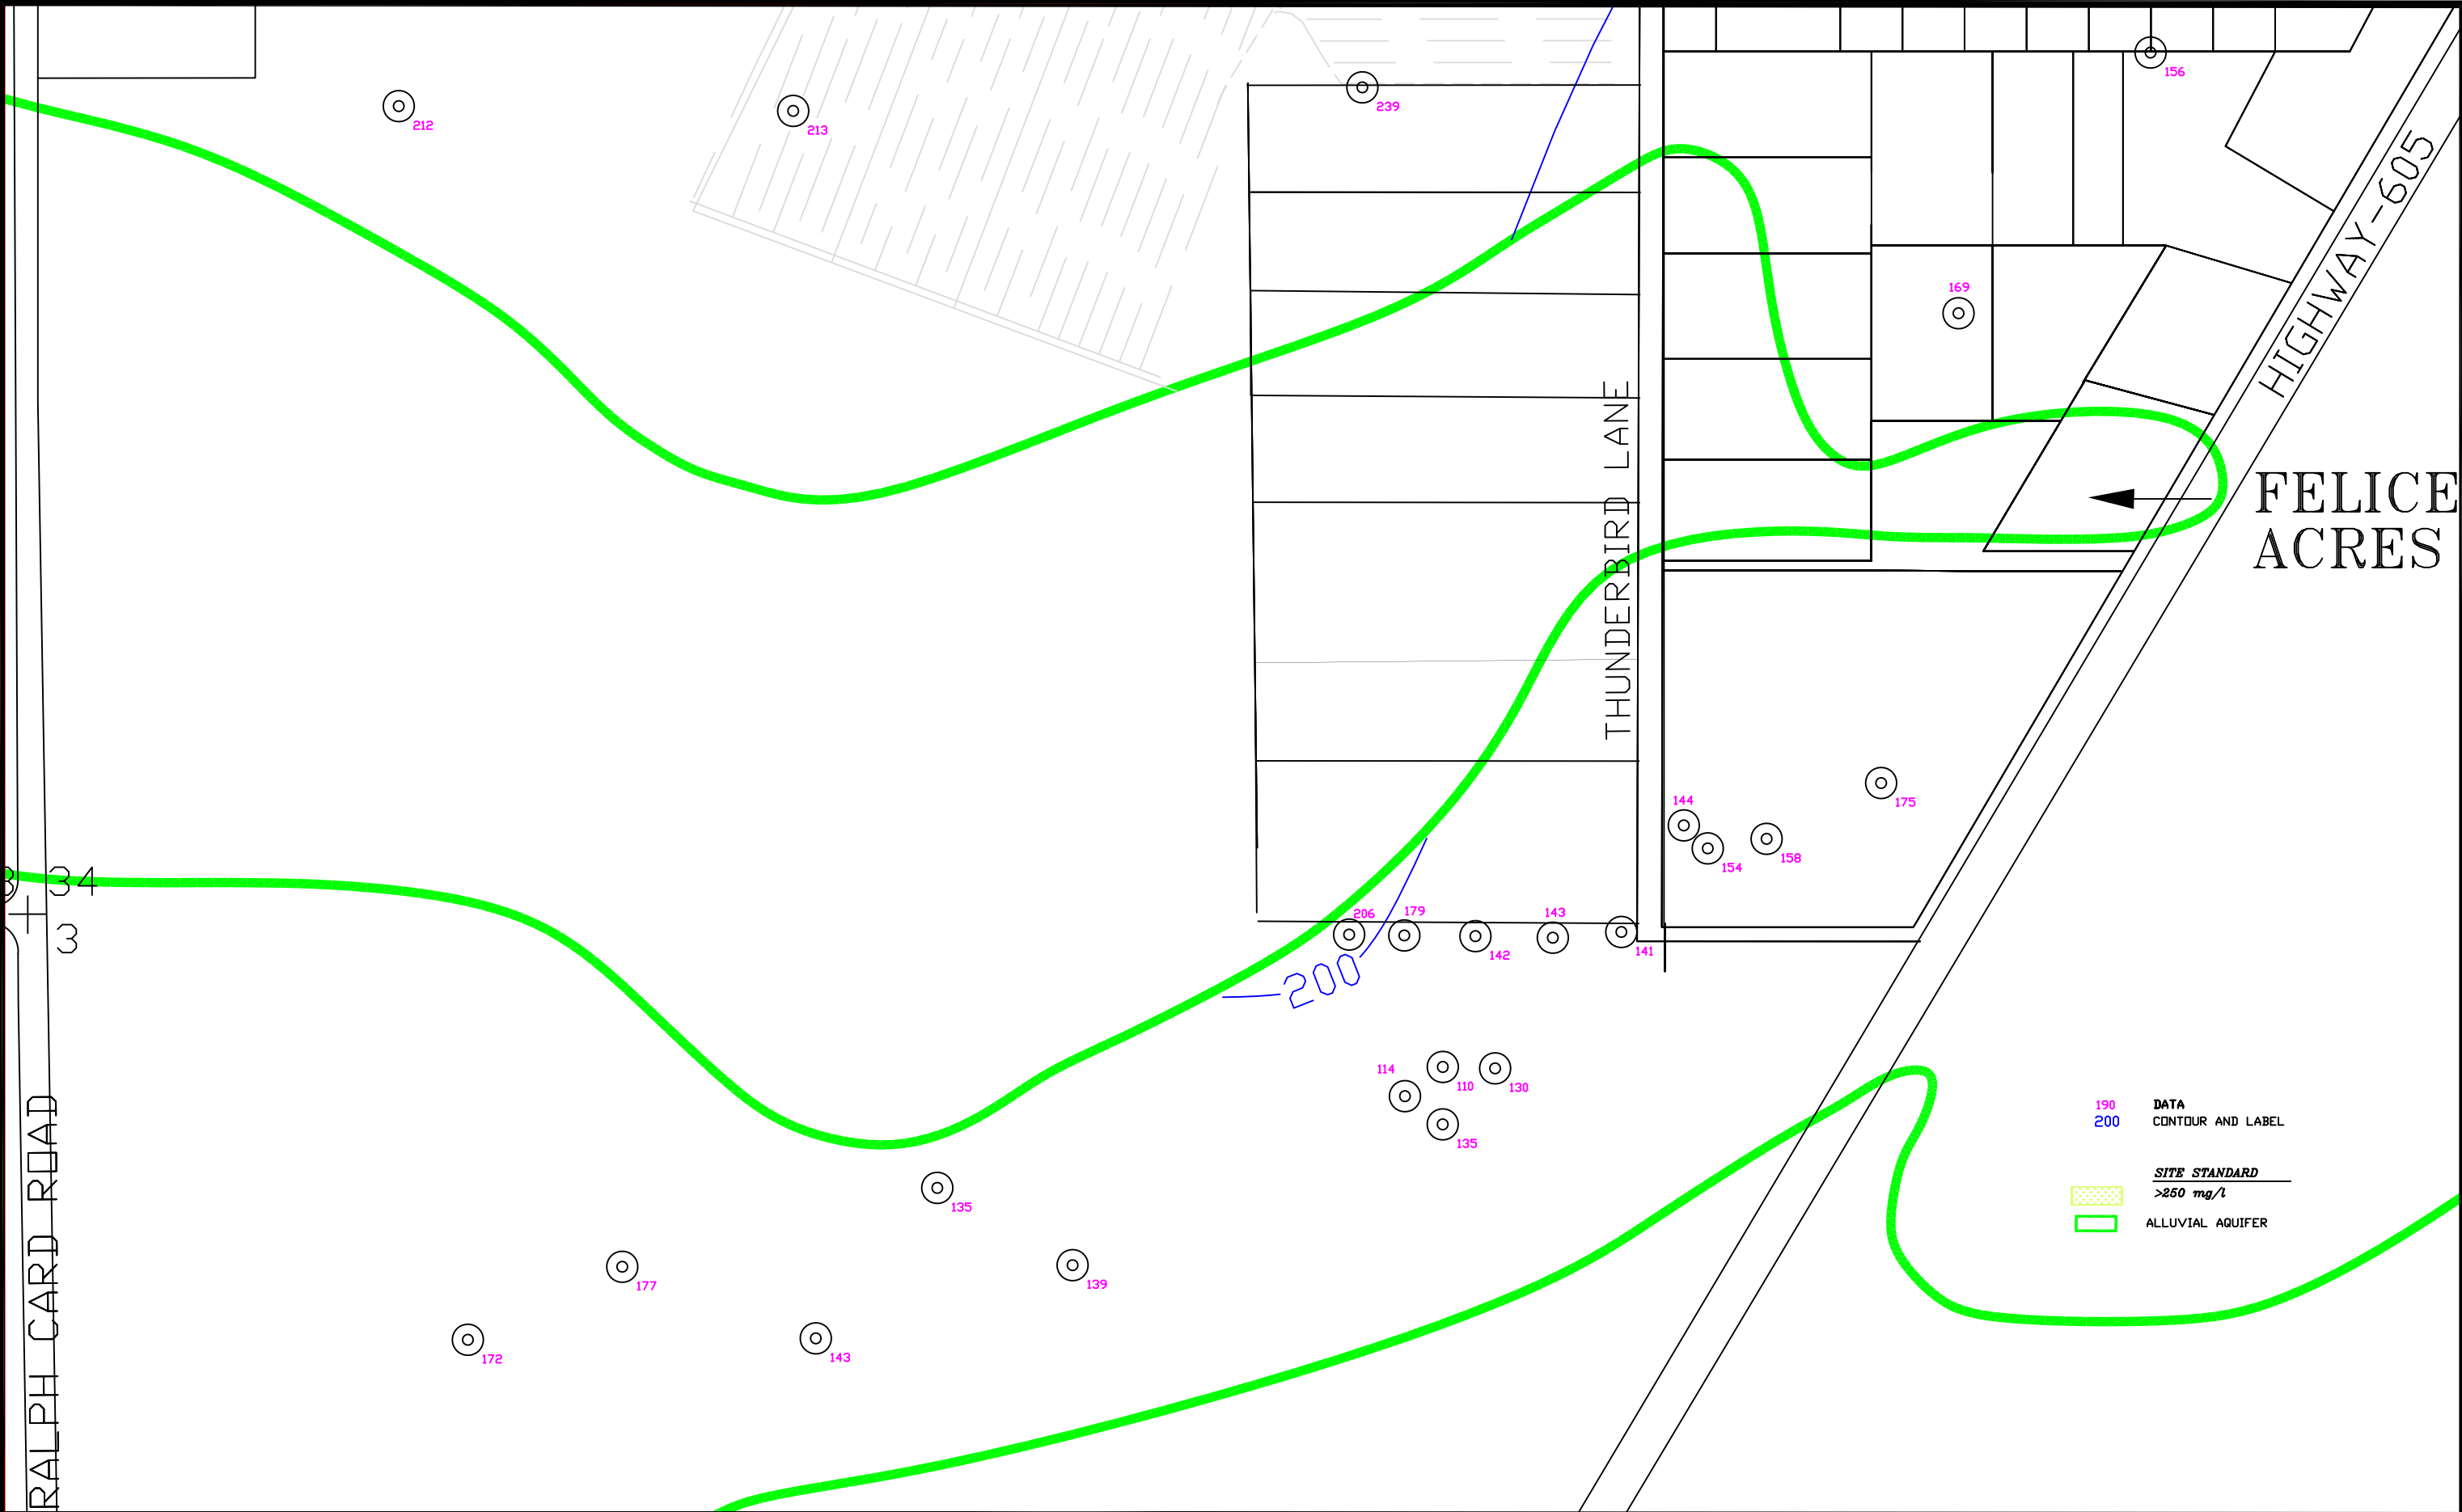 156
239
212
213
HIGHWAY-605
169
THUNDERBIRD LANE
FELICE
ACRES
144
175
154
158
34
3
206
179
143
142
141
200
114
110
130
135
190 DATA
200 CONTOUR AND LABEL
SITE STANDARD
>250 mg/l
ALLUVIAL AQUIFER
135
177
139
172
143
RALPH CARD ROAD